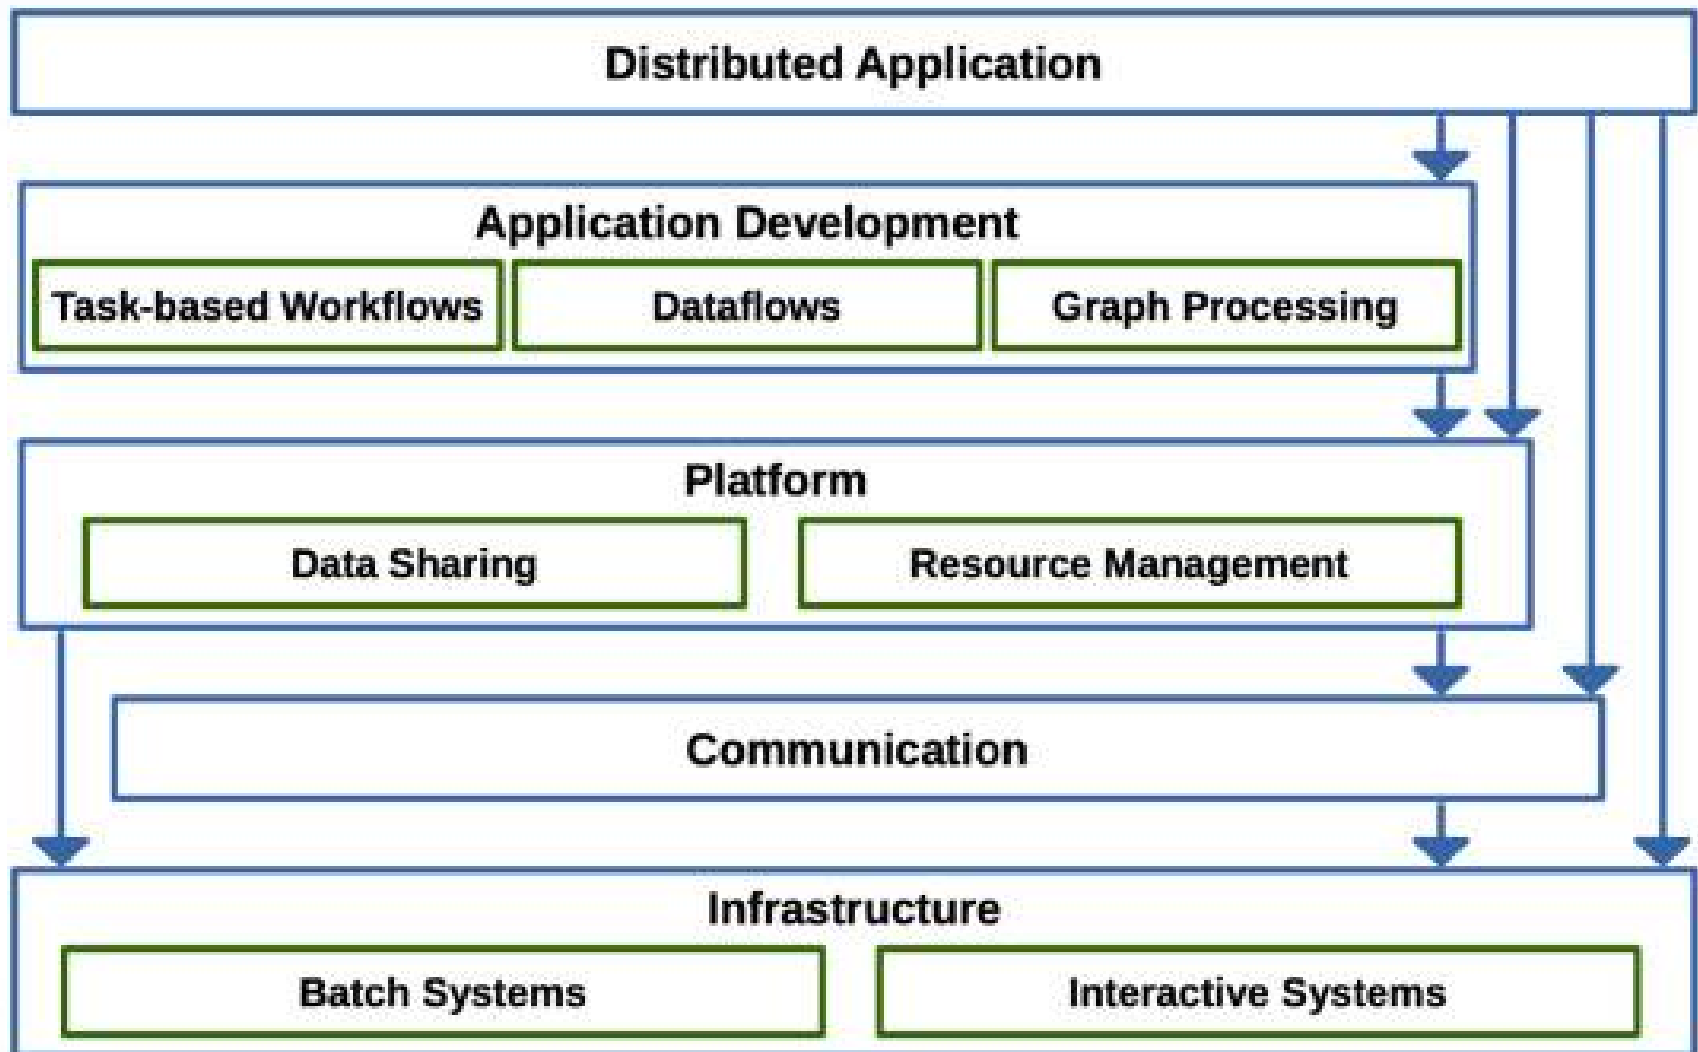 Distributed Application
Application Development
Task-based Workflows
Dataflows
Graph Processing
Platform
Data Sharing
Resource Management
Communication
Infrastructure
Batch Systems
Interactive Systems